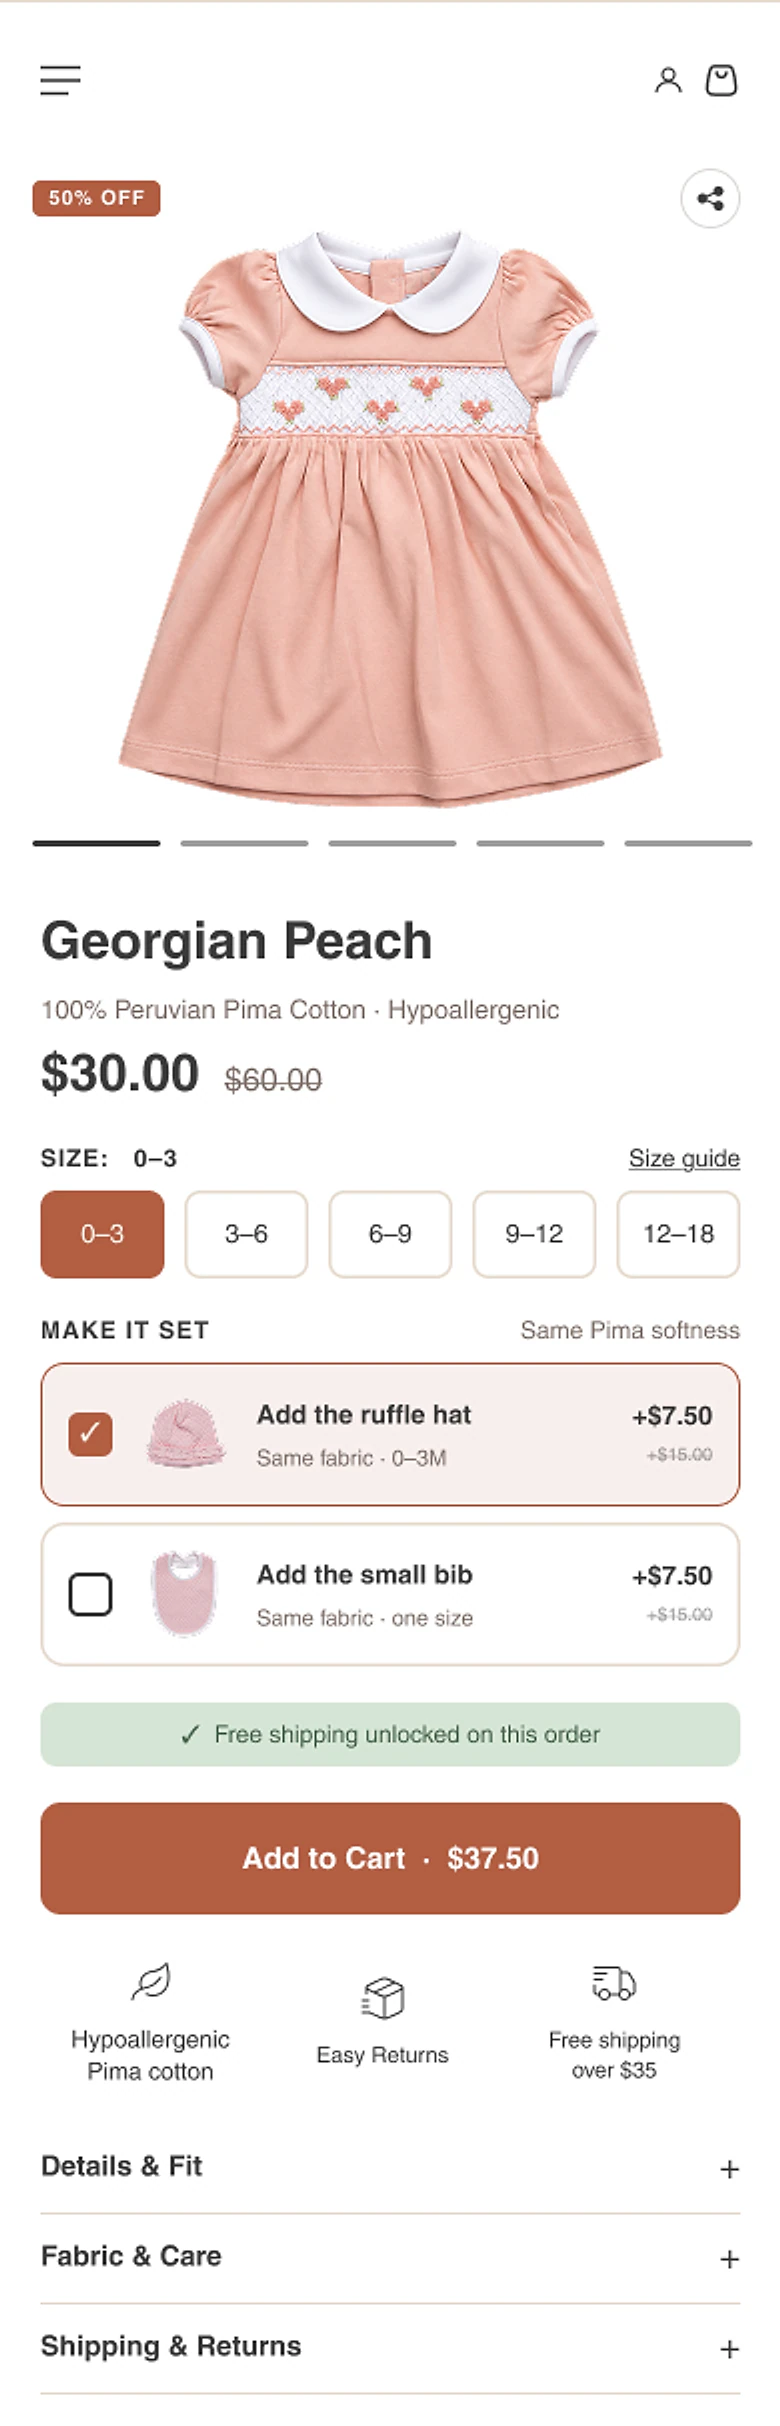 50% OFF
Georgian Peach
100% Peruvian Pima Cotton · Hypoallergenic
$30.00 $60.00
SIZE: 0–3 Size guide
0–3 3–6 6–9 9–12 12–18
MAKE IT SET Same Pima softness
✓ Add the ruffle hat +$7.50
Same fabric · 0–3M +$15.00
Add the small bib +$7.50
Same fabric · one size +$15.00
✓ Free shipping unlocked on this order
Add to Cart · $37.50
Hypoallergenic
Pima cotton
Easy Returns
Free shipping
over $35
Details & Fit +
Fabric & Care +
Shipping & Returns +